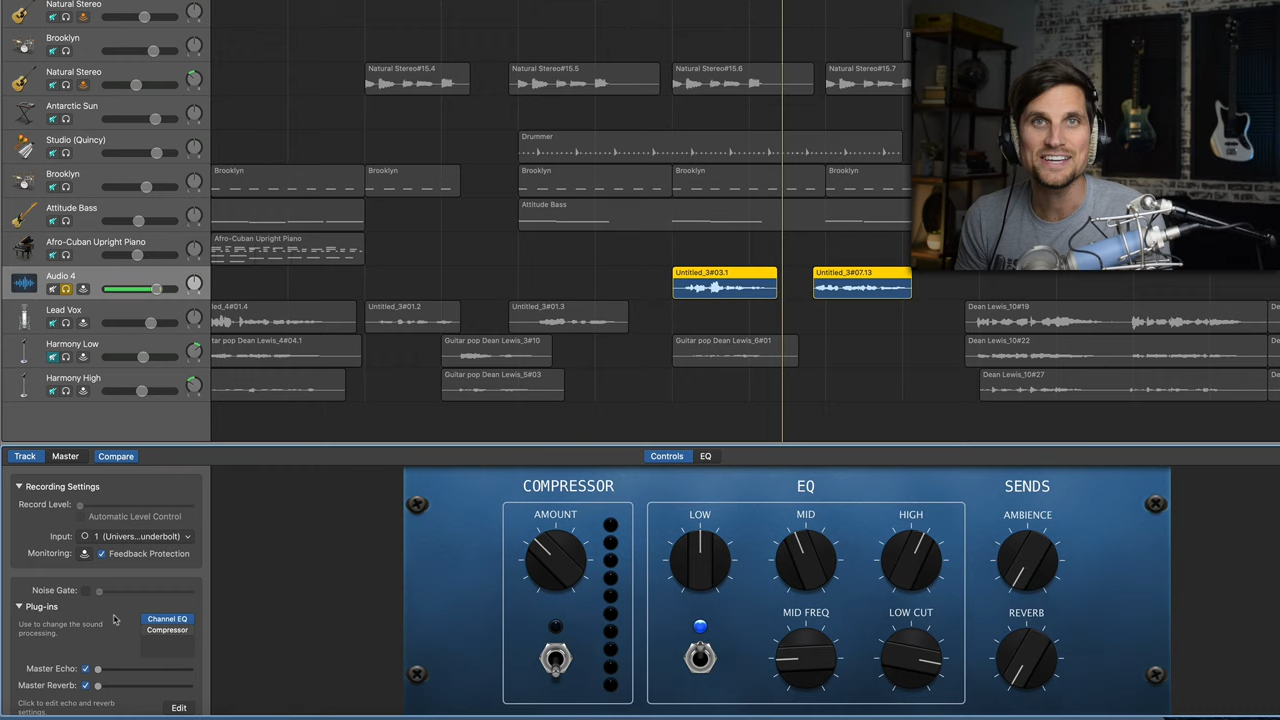 Natural Stereo
Brooklyn
Natural Stereo
Natural Stereo#15.4
Natural Stereo#15.5
Natural Stereo#15.6
Natural Stereo#15.7
Antarctic Sun
Studio (Quincy)
Drummer
Brooklyn
Brooklyn
Brooklyn
Brooklyn
Brooklyn
Brooklyn
Attitude Bass
Attitude Bass
Afro-Cuban Upright Piano
Afro-Cuban Upright Piano
Audio 4
Untitled_3#03.1
Untitled_3#07.13
Lead Vox
led_4#01.4
Untitled_3#01.2
Untitled_3#01.3
Dean Lewis_10#19
Harmony Low
tar pop Dean Lewis_4#04.1
Guitar pop Dean Lewis_3#10
Guitar pop Dean Lewis_6#01
Dean Lewis_10#22
Harmony High
Guitar pop Dean Lewis_5#03
Dean Lewis_10#27
Track
Master
Compare
Controls
EQ
Recording Settings
Record Level:
Automatic Level Control
Input:
1 (Univers...underbolt)
Monitoring:
Feedback Protection
Noise Gate:
Plug-ins
Use to change the sound
processing.
Channel EQ
Compressor
Master Echo:
Master Reverb:
Click to edit echo and reverb
settings.
Edit
COMPRESSOR
AMOUNT
EQ
LOW
MID
HIGH
MID FREQ
LOW CUT
SENDS
AMBIENCE
REVERB